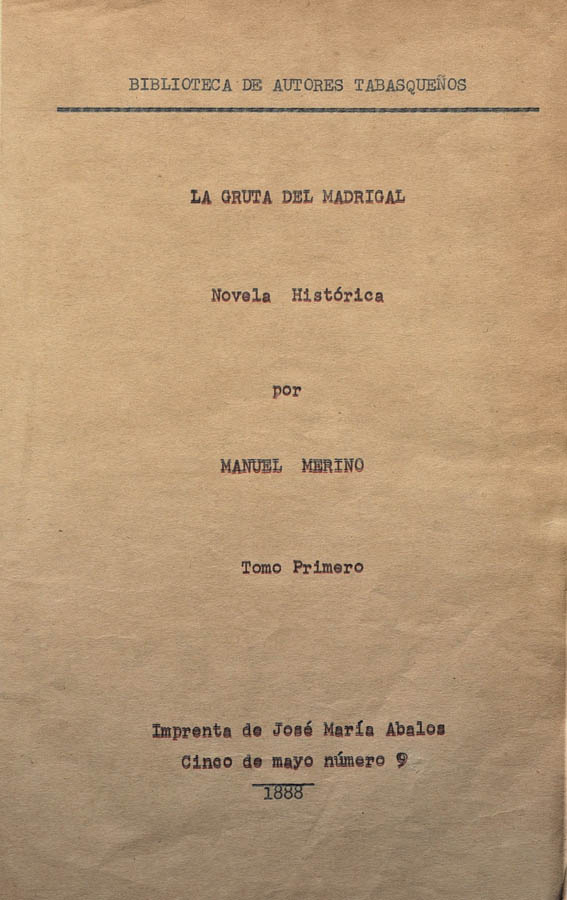 BIBLIOTECA DE AUTORES TABASQUEÑOS
LA GRUTA DEL MADRIGAL
Novela Histórica
por
MANUEL MERINO
Tomo Primero
Imprenta de José María Abalos
Cinco de mayo número 9
1888